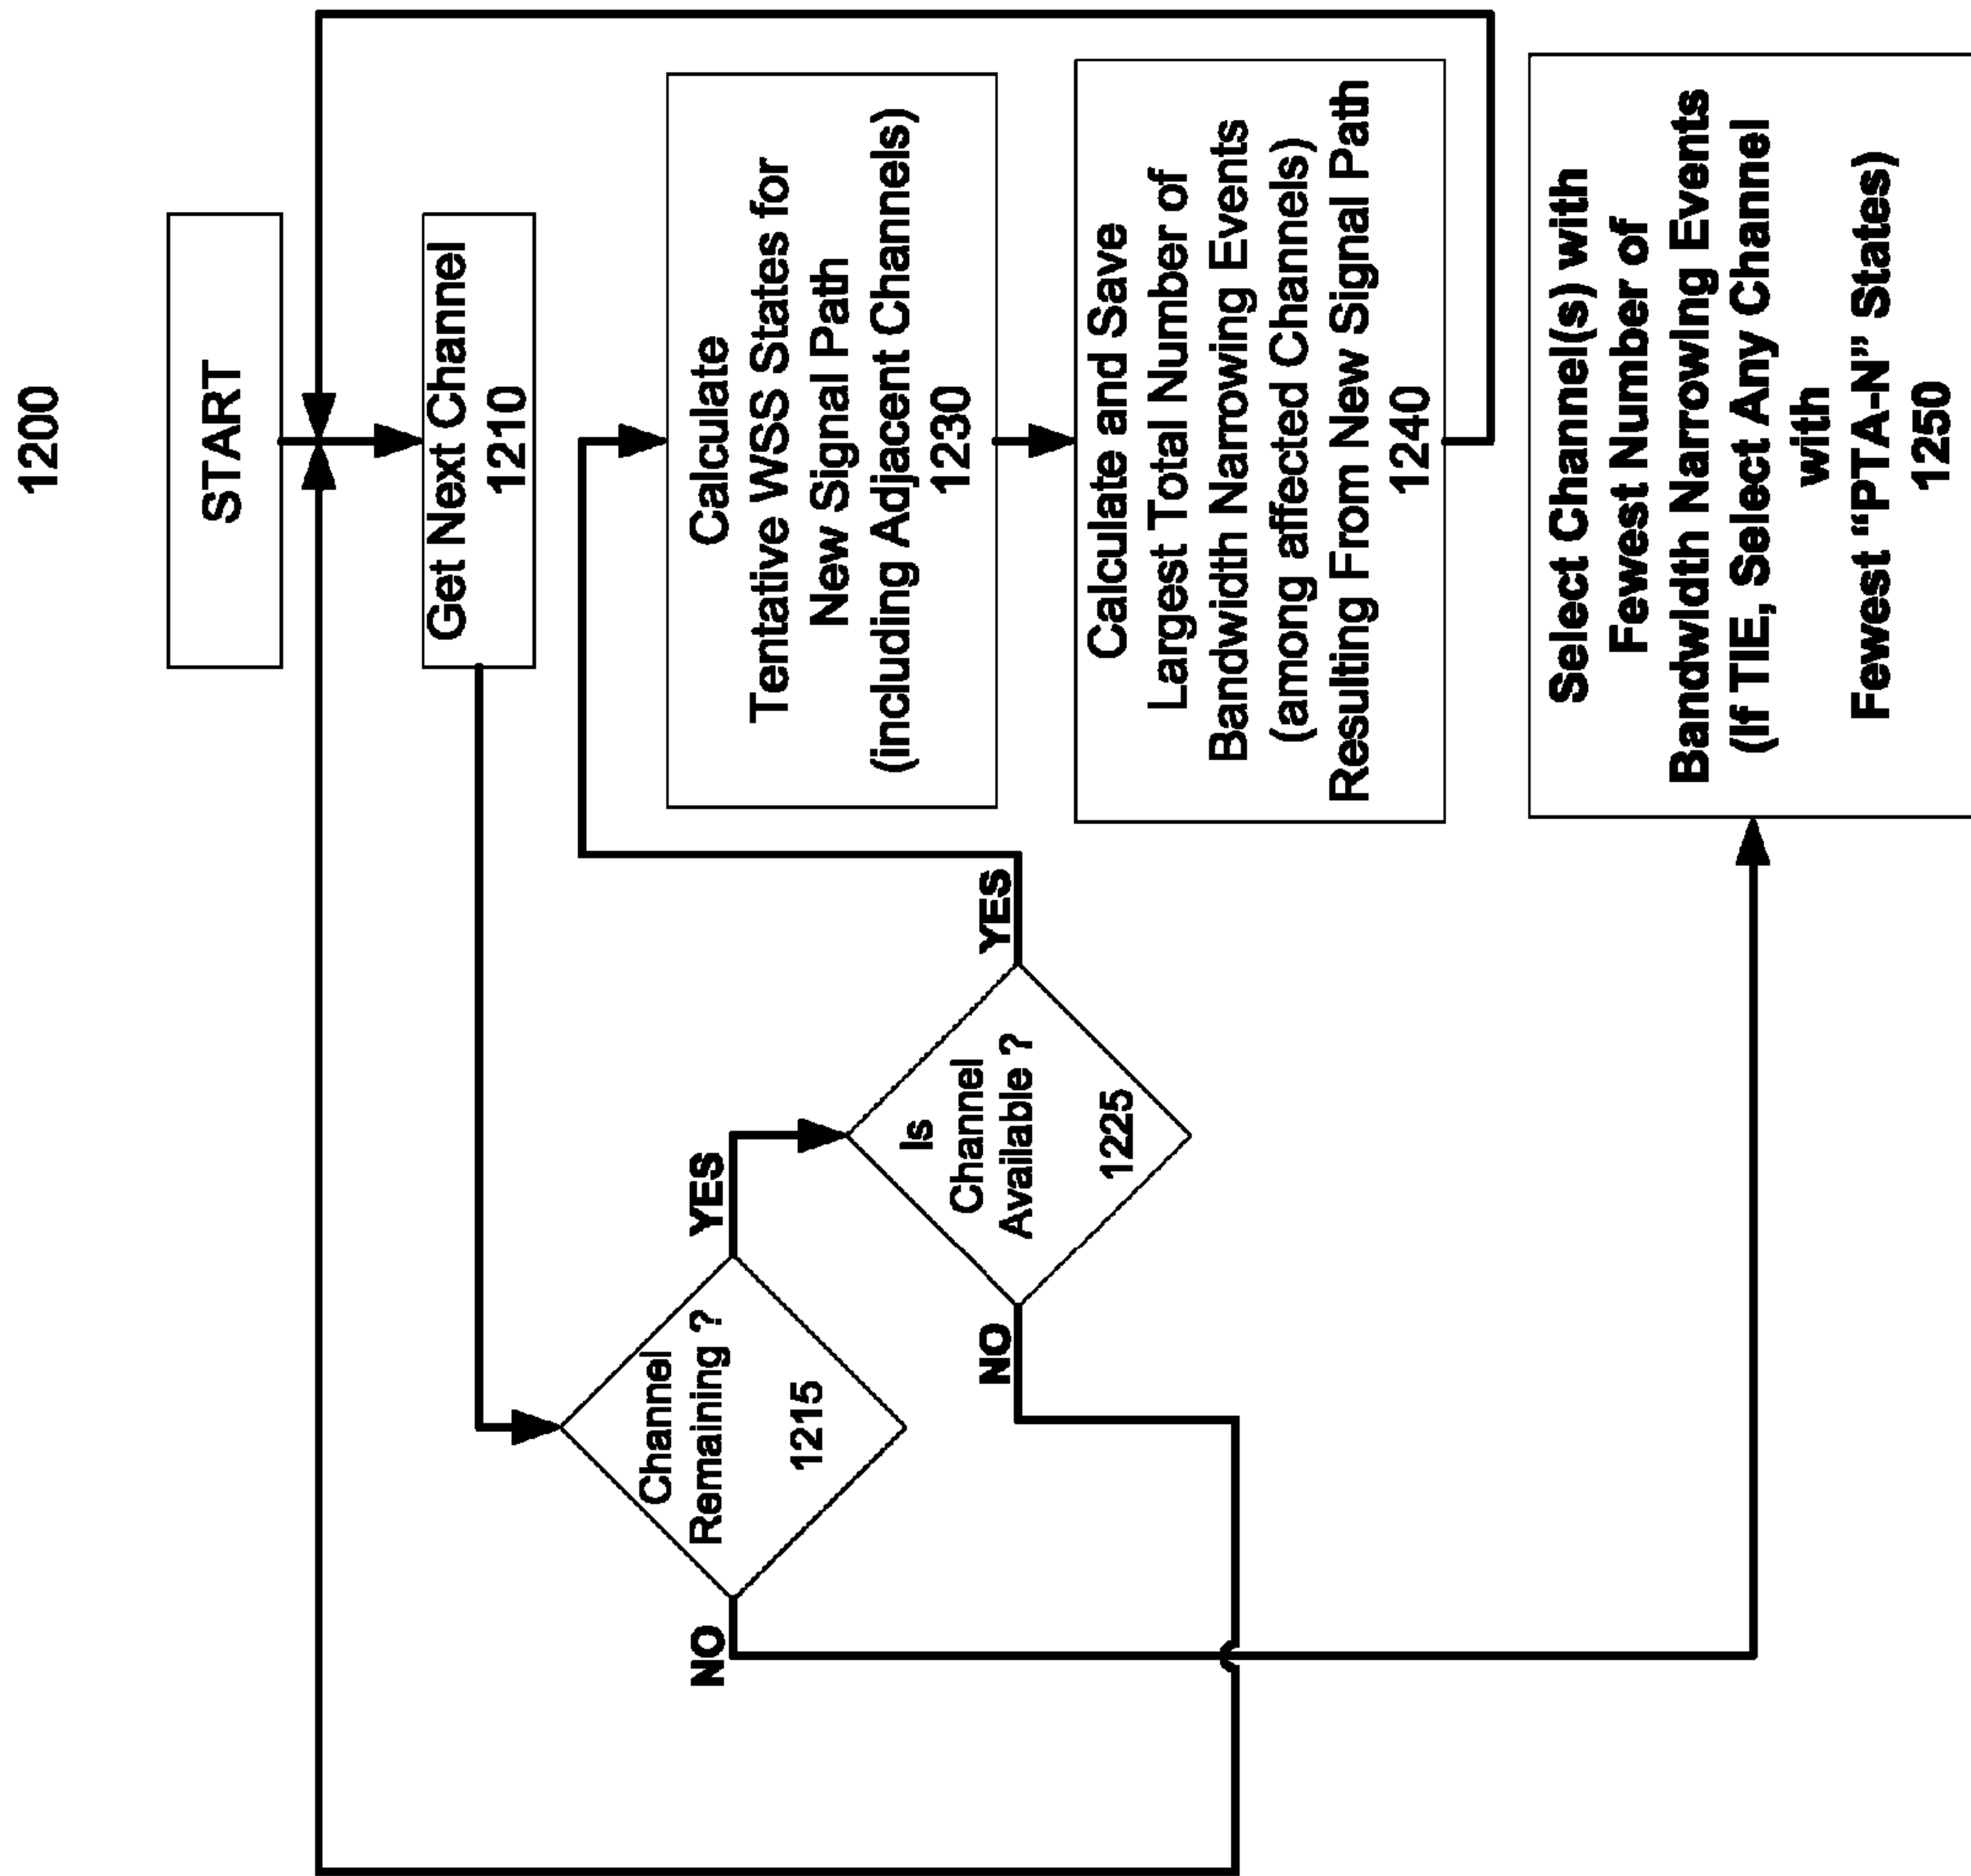 1200
START
Get Next Channel
1210
Channel
Remaining ?
1215
YES
NO
Is
Channel
Available ?
1225
YES
NO
Calculate
Tentative WSS States for
New Signal Path
(including Adjacent Channels)
1230
Calculate and Save
Largest Total Number of
Bandwidth Narrowing Events
(among affected Channels)
Resulting From New Signal Path
1240
Select Channel(s) with
Fewest Number of
Bandwidth Narrowing Events
(If TIE, Select Any Channel
with
Fewest “PTA-N” States)
1250